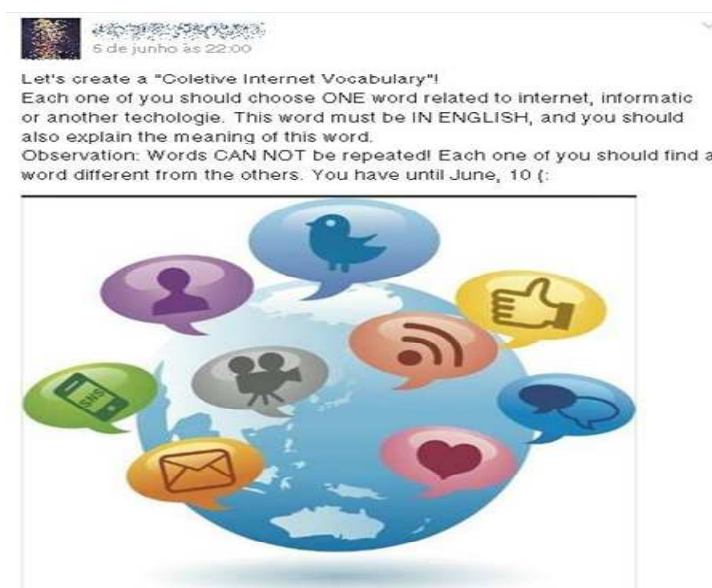 5 de junho às 22:00
Let's create a "Coletive Internet Vocabulary"!
Each one of you should choose ONE word related to internet, informatic
or another techologie. This word must be IN ENGLISH, and you should
also explain the meaning of this word.
Observation: Words CAN NOT be repeated! Each one of you should find a
word different from the others. You have until June, 10 (:
SNS